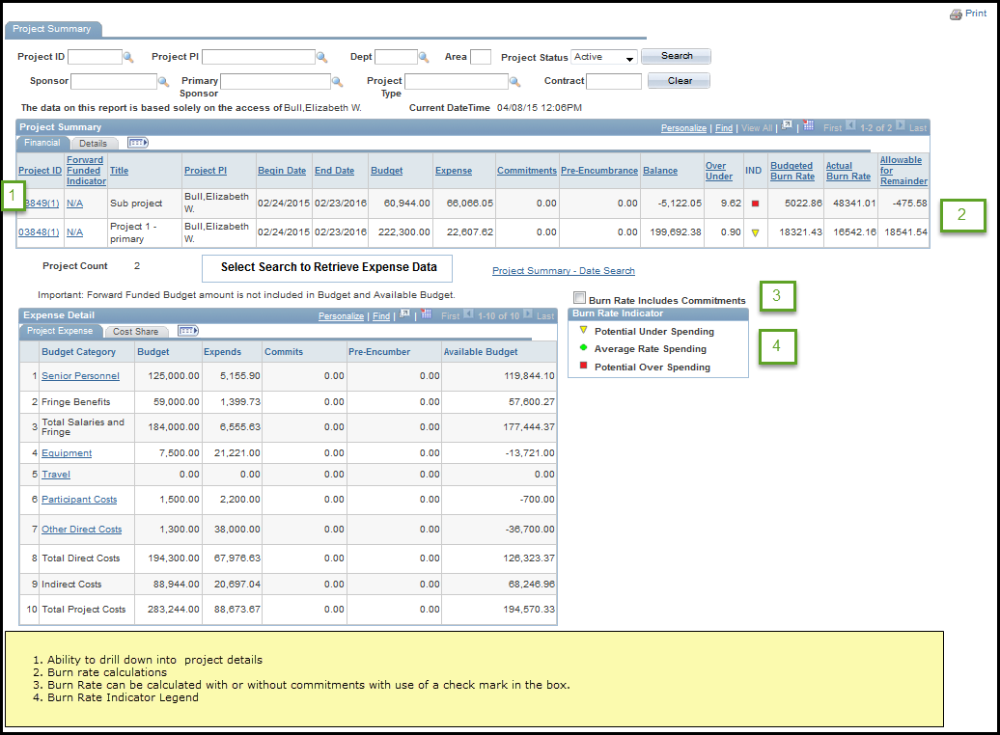 Print
Project Summary
Project ID Project PI Dept Area Project Status Active Search
Sponsor Primary Sponsor Project Type Contract Clear
The data on this report is based solely on the access of Bull,Elizabeth W. Current DateTime 04/08/15 12:06PM
Project Summary Personalize | Find | View All | | First 1-2 of 2 Last
Financial Details
Project ID Forward Funded Indicator Title Project PI Begin Date End Date Budget Expense Commitments Pre-Encumbrance Balance Over Under IND Budgeted Burn Rate Actual Burn Rate Allowable for Remainder
1 3849(1) N/A Sub project Bull,Elizabeth W. 02/24/2015 02/23/2016 60,944.00 66,066.05 0.00 0.00 -5,122.05 9.62 5022.86 48341.01 -475.58
2
03848(1) N/A Project 1 - primary Bull,Elizabeth W. 02/24/2015 02/23/2016 222,300.00 22,607.62 0.00 0.00 199,692.38 0.90 18321.43 16542.16 18541.54
Project Count 2 Select Search to Retrieve Expense Data Project Summary - Date Search
Important: Forward Funded Budget amount is not included in Budget and Available Budget.
Burn Rate Includes Commitments 3
Expense Detail Personalize | Find | | First 1-10 of 10 Last
Project Expense Cost Share
Budget Category Budget Expends Commits Pre-Encumber Available Budget
1 Senior Personnel 125,000.00 5,155.90 0.00 0.00 119,844.10
2 Fringe Benefits 59,000.00 1,399.73 0.00 0.00 57,600.27
3 Total Salaries and Fringe 184,000.00 6,555.63 0.00 0.00 177,444.37
4 Equipment 7,500.00 21,221.00 0.00 0.00 -13,721.00
5 Travel 0.00 0.00 0.00 0.00 0.00
6 Participant Costs 1,500.00 2,200.00 0.00 0.00 -700.00
7 Other Direct Costs 1,300.00 38,000.00 0.00 0.00 -36,700.00
8 Total Direct Costs 194,300.00 67,976.63 0.00 0.00 126,323.37
9 Indirect Costs 88,944.00 20,697.04 0.00 0.00 68,246.96
10 Total Project Costs 283,244.00 88,673.67 0.00 0.00 194,570.33
Burn Rate Indicator
Potential Under Spending
Average Rate Spending
Potential Over Spending
4
1. Ability to drill down into project details
2. Burn rate calculations
3. Burn Rate can be calculated with or without commitments with use of a check mark in the box.
4. Burn Rate Indicator Legend